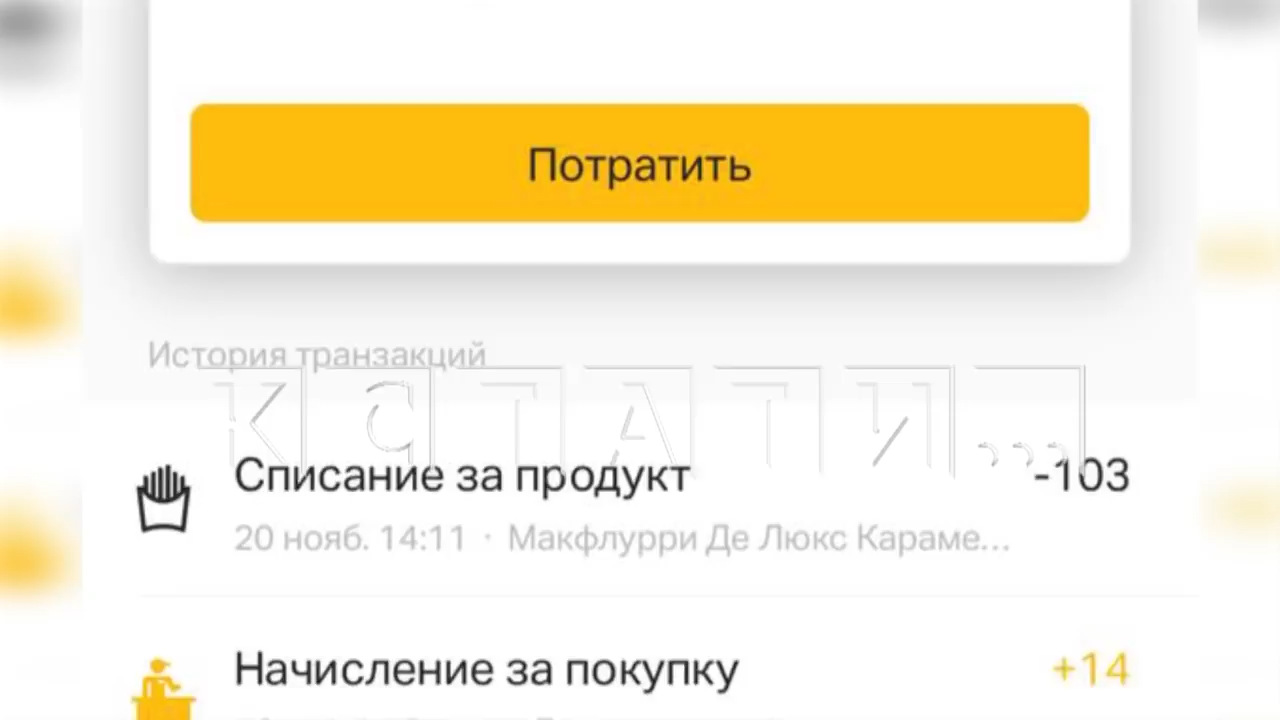 Потратить
История транзакций
КСТАТИ...
Списание за продукт -103
20 нояб. 14:11 · Макфлурри Де Люкс Караме...
Начисление за покупку +14